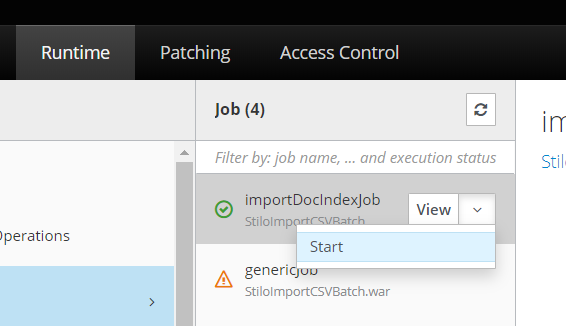 Runtime Patching Access Control
Job (4)
im
Filter by: job name, ... and execution status
Sti
importDocIndexJob
View
StiloImportCSVBatch
Operations
Start
genericJob
StiloImportCSVBatch.war